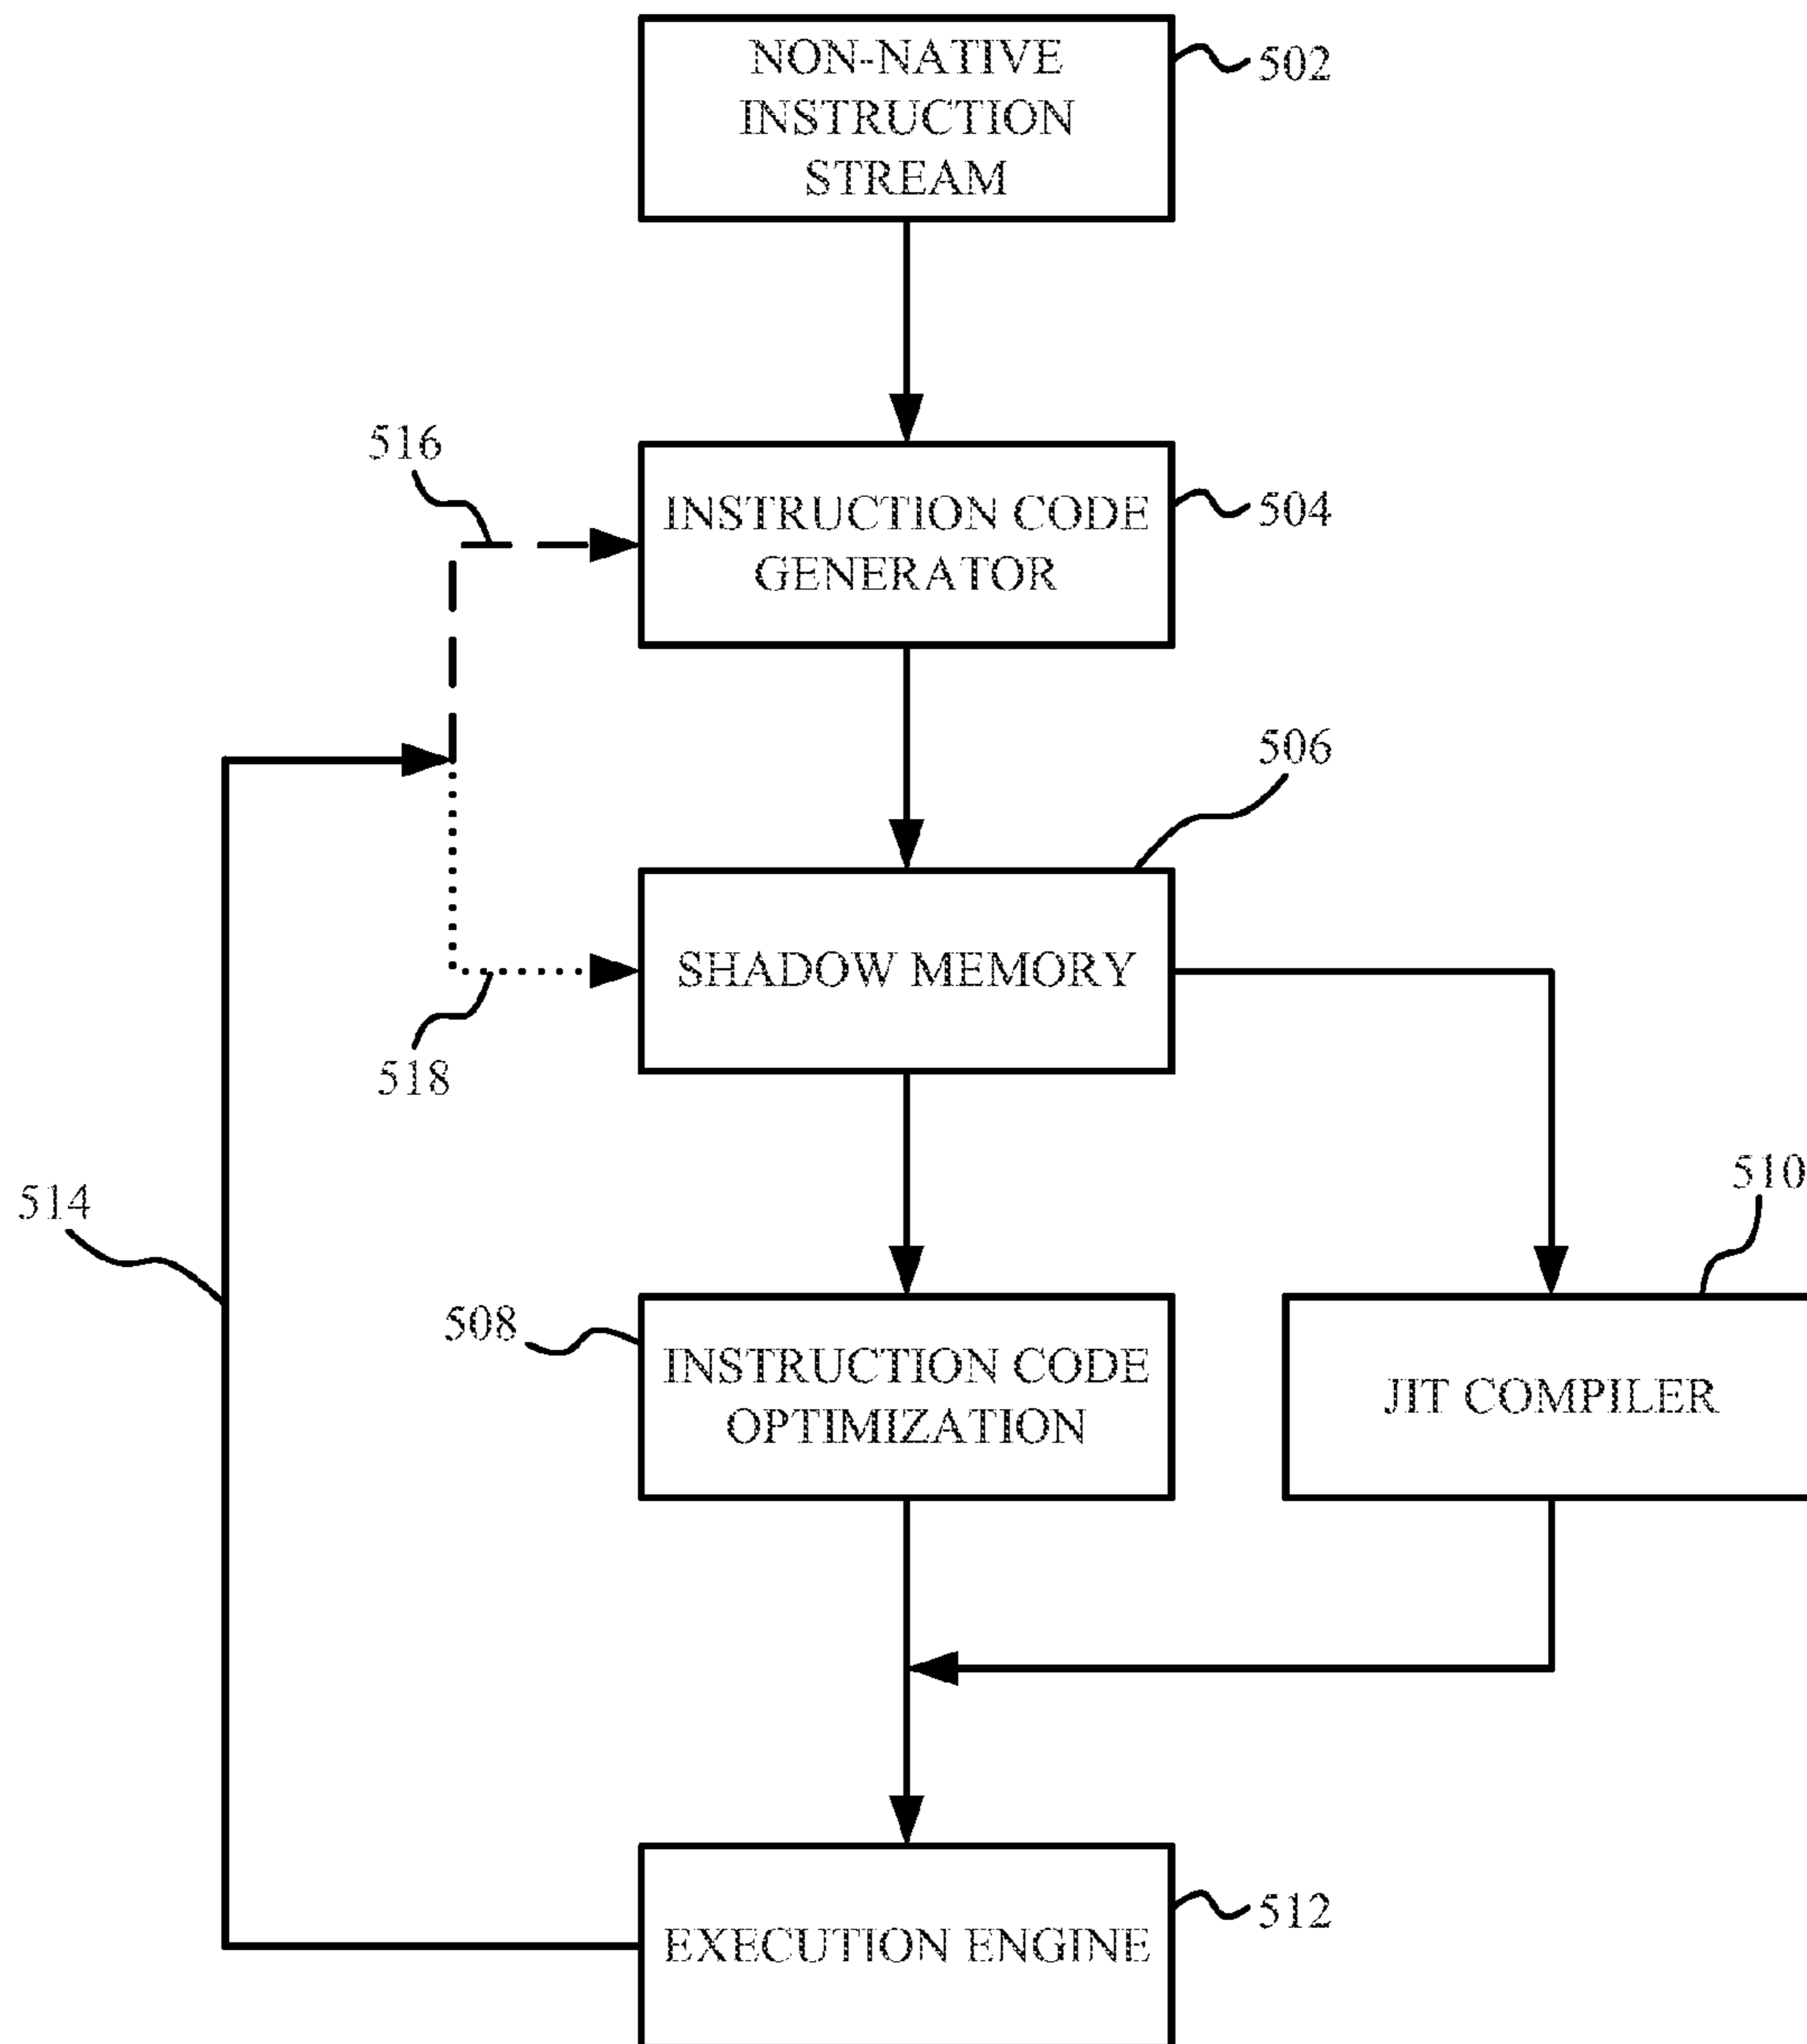 NON-NATIVE
INSTRUCTION
STREAM
502
516
INSTRUCTION CODE
GENERATOR
504
506
SHADOW MEMORY
518
514
510
508
INSTRUCTION CODE
OPTIMIZATION
JIT COMPILER
EXECUTION ENGINE
512